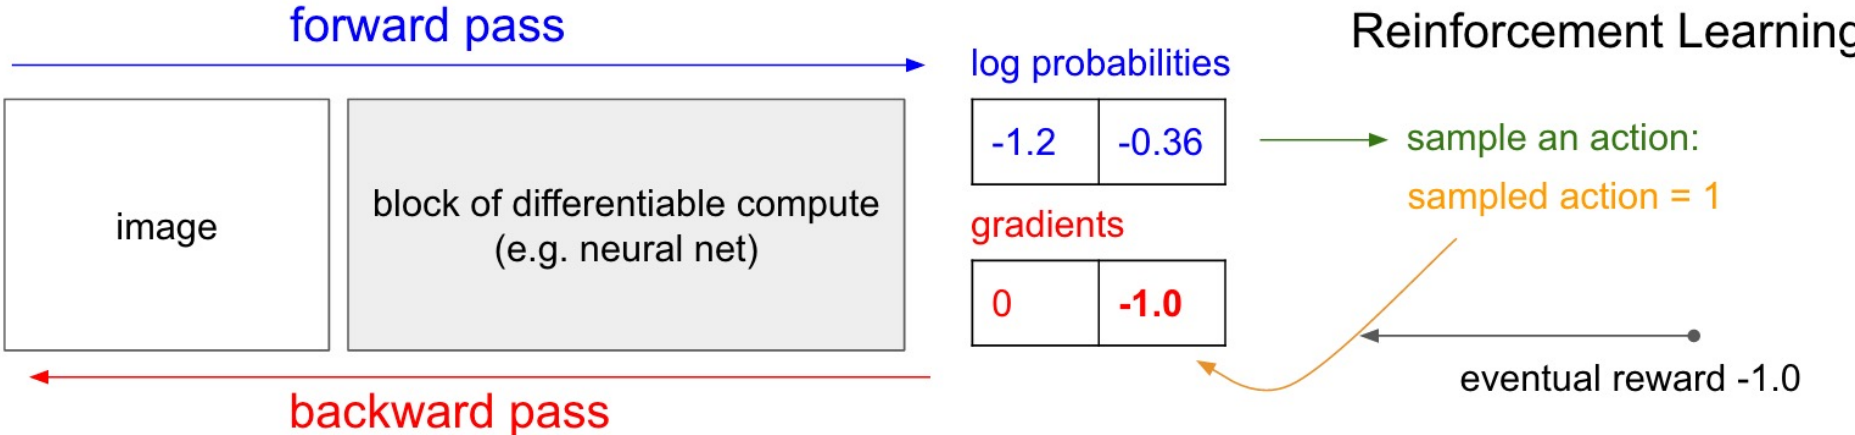 forward pass
Reinforcement Learning
log probabilities
-1.2 -0.36
sample an action:
sampled action = 1
image
block of differentiable compute
(e.g. neural net)
gradients
0 -1.0
eventual reward -1.0
backward pass